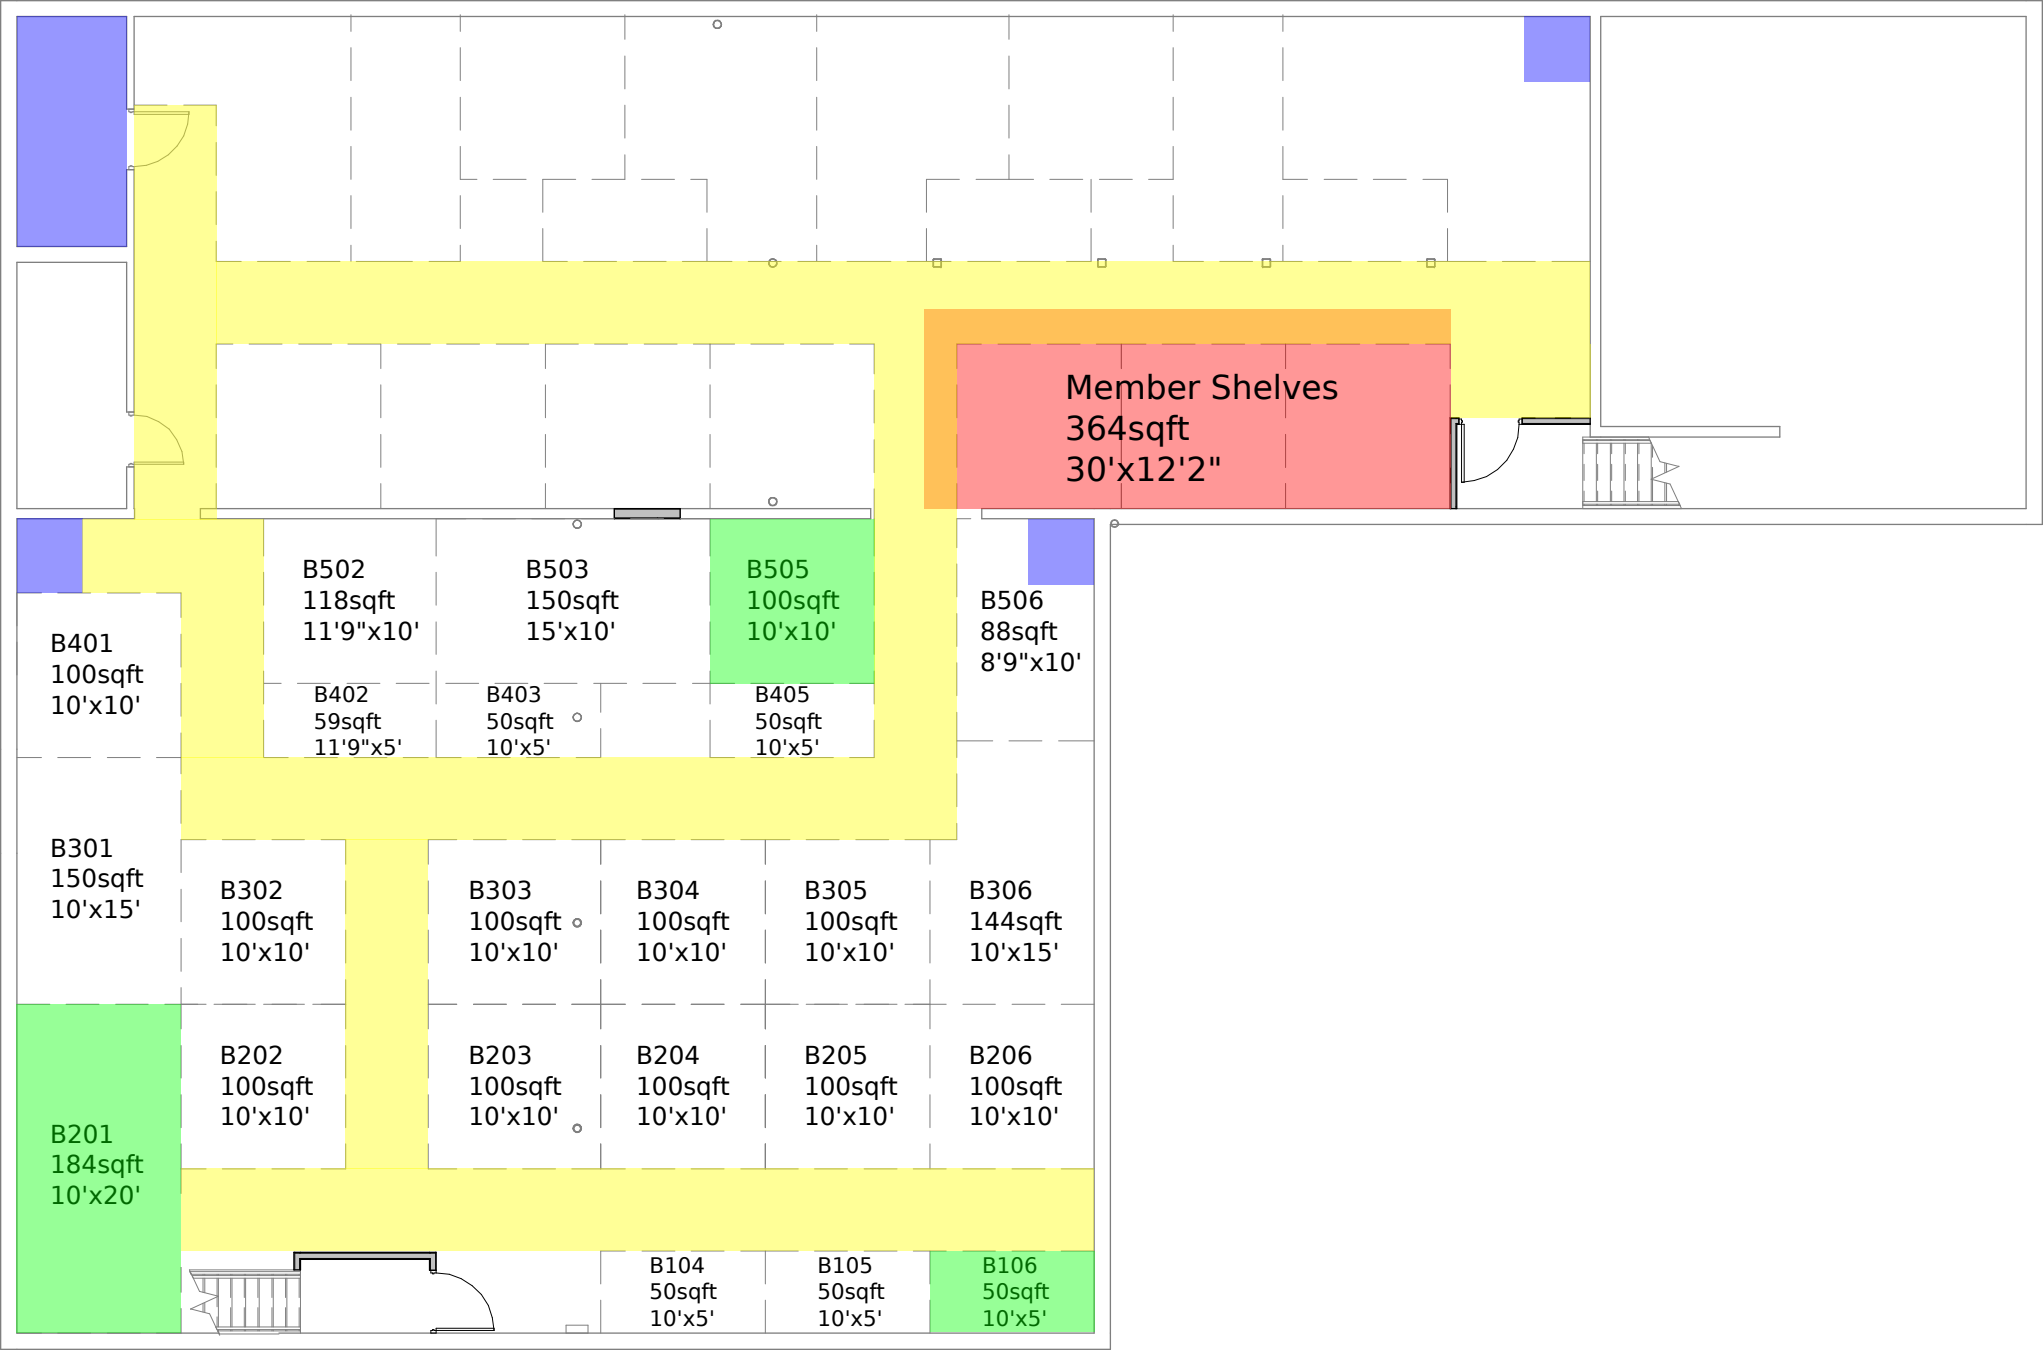 Member Shelves
364sqft
30'x12'2"
B502
118sqft
11'9"x10'
B503
150sqft
15'x10'
B505
100sqft
10'x10'
B506
88sqft
8'9"x10'
B401
100sqft
10'x10'
B402
59sqft
11'9"x5'
B403
50sqft
10'x5'
B405
50sqft
10'x5'
B301
150sqft
10'x15'
B302
100sqft
10'x10'
B303
100sqft
10'x10'
B304
100sqft
10'x10'
B305
100sqft
10'x10'
B306
144sqft
10'x15'
B201
184sqft
10'x20'
B202
100sqft
10'x10'
B203
100sqft
10'x10'
B204
100sqft
10'x10'
B205
100sqft
10'x10'
B206
100sqft
10'x10'
B104
50sqft
10'x5'
B105
50sqft
10'x5'
B106
50sqft
10'x5'